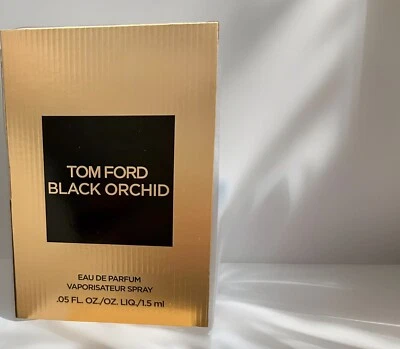 TOM FORD
BLACK ORCHID
EAU DE PARFUM
VAPORISATEUR SPRAY
.05 FL. OZ./OZ. LIQ./1.5 ml